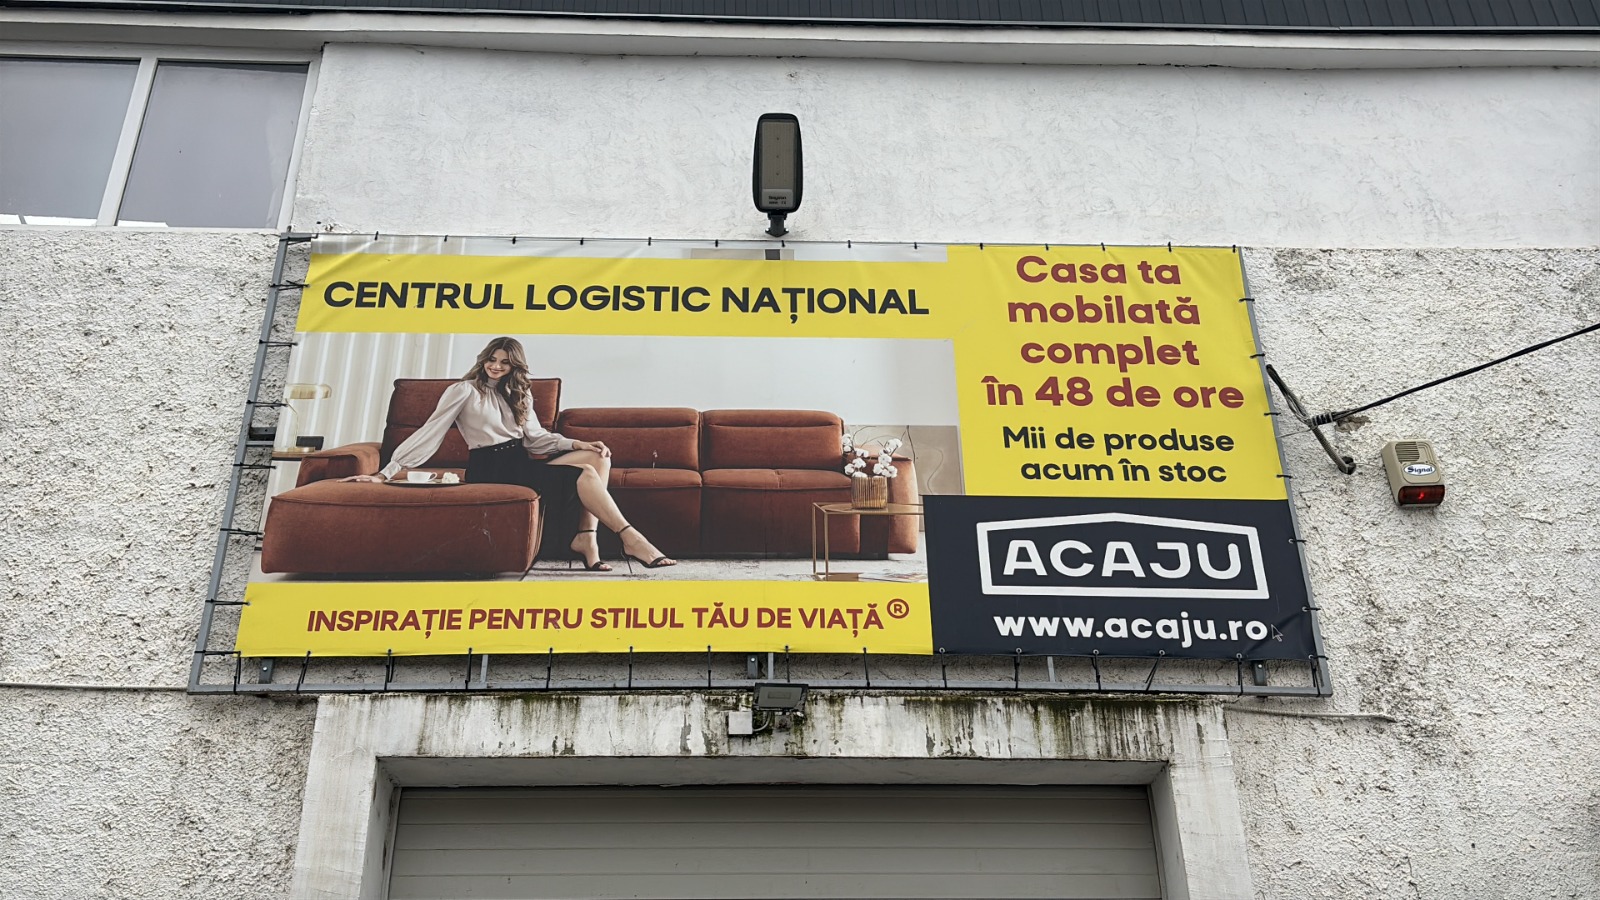 CENTRUL LOGISTIC NAȚIONAL
Casa ta
mobilată
complet
în 48 de ore
Mii de produse
acum în stoc
ACAJU
www.acaju.ro
INSPIRAȚIE PENTRU STILUL TĂU DE VIAȚĂ®
Signal